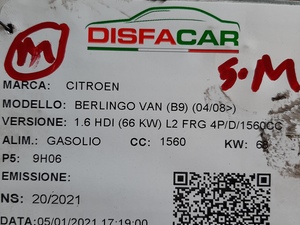 DISFACAR
M
S.M
MARCA: CITROEN
MODELLO: BERLINGO VAN (B9) (04/08>)
VERSIONE: 1.6 HDI (66 KW) L2 FRG 4P/D/1560CC
ALIM.: GASOLIO CC: 1560 KW:
P5: 9H06
EMISSIONE:
NS: 20/2021
DATA:05/01/2021 17:19:00